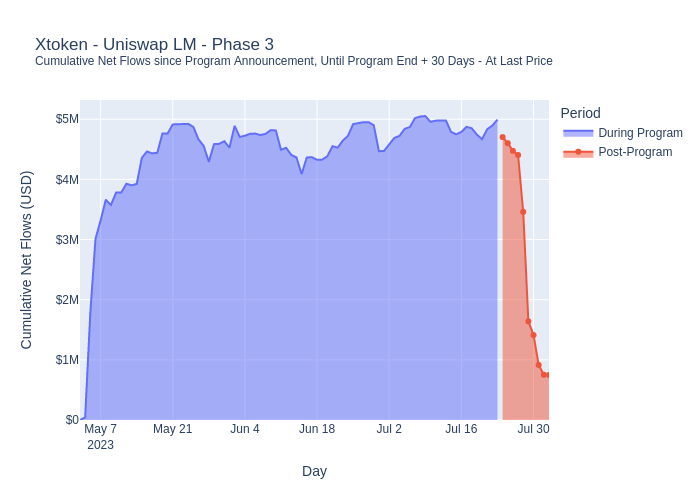 Xtoken - Uniswap LM - Phase 3
Cumulative Net Flows since Program Announcement, Until Program End + 30 Days - At Last Price
Period
During Program
Post-Program
Cumulative Net Flows (USD)
$5M
$4M
$3M
$2M
$1M
$0
May 7
2023
May 21
Jun 4
Jun 18
Jul 2
Jul 16
Jul 30
Day